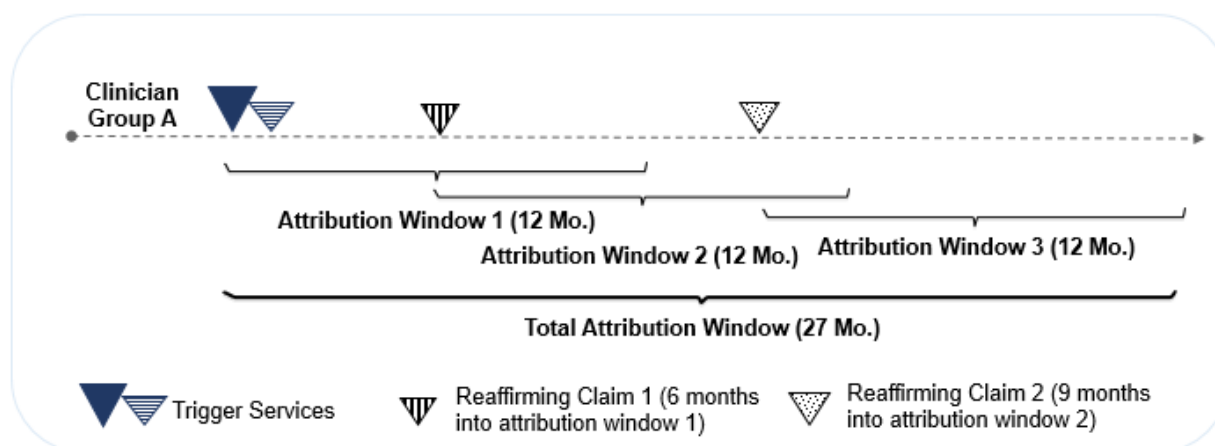 Clinician
Group A
Attribution Window 1 (12 Mo.)
Attribution Window 2 (12 Mo.)
Attribution Window 3 (12 Mo.)
Total Attribution Window (27 Mo.)
Trigger Services
Reaffirming Claim 1 (6 months
into attribution window 1)
Reaffirming Claim 2 (9 months
into attribution window 2)